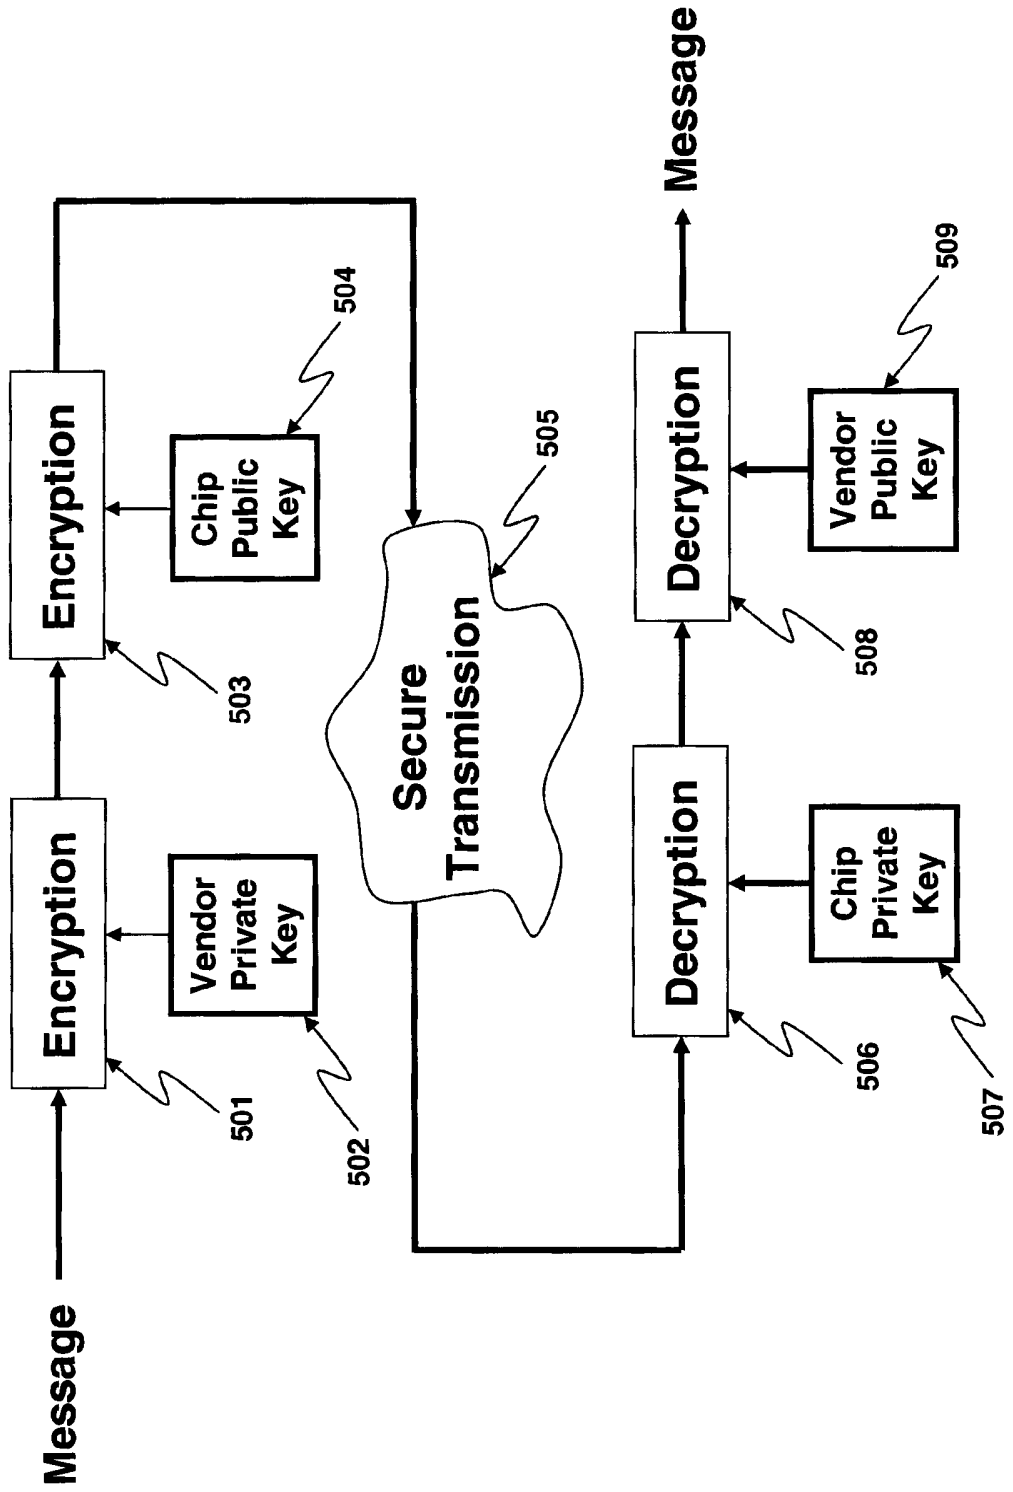 Message
Encryption
501
Vendor
Private
Key
502
Encryption
503
Chip
Public
Key
504
Secure
Transmission
505
Decryption
506
Chip
Private
Key
507
Decryption
508
Vendor
Public
Key
509
Message